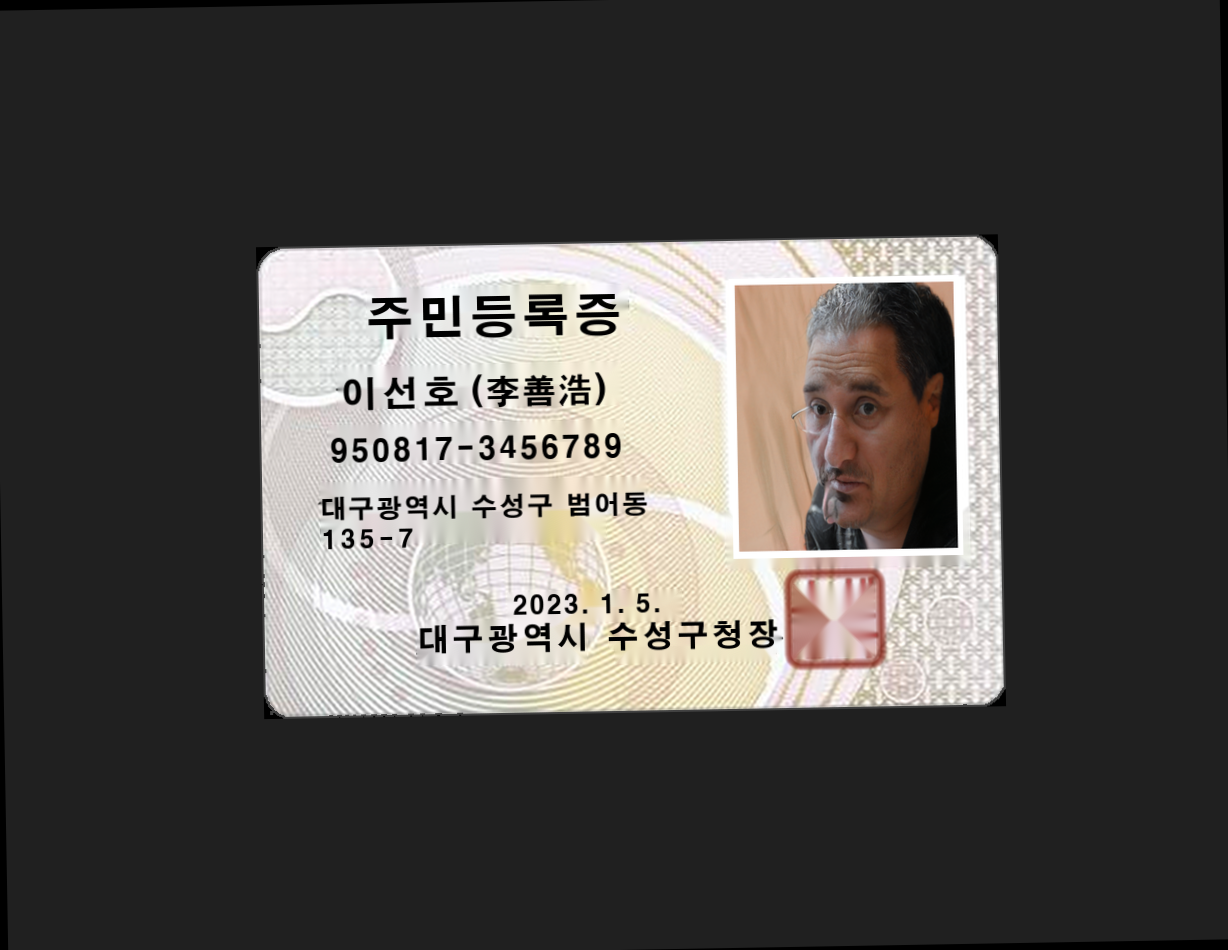 주민등록증
이선호 (李善浩)
950817-3456789
대구광역시 수성구 범어동
135-7
2023. 1. 5.
대구광역시 수성구청장